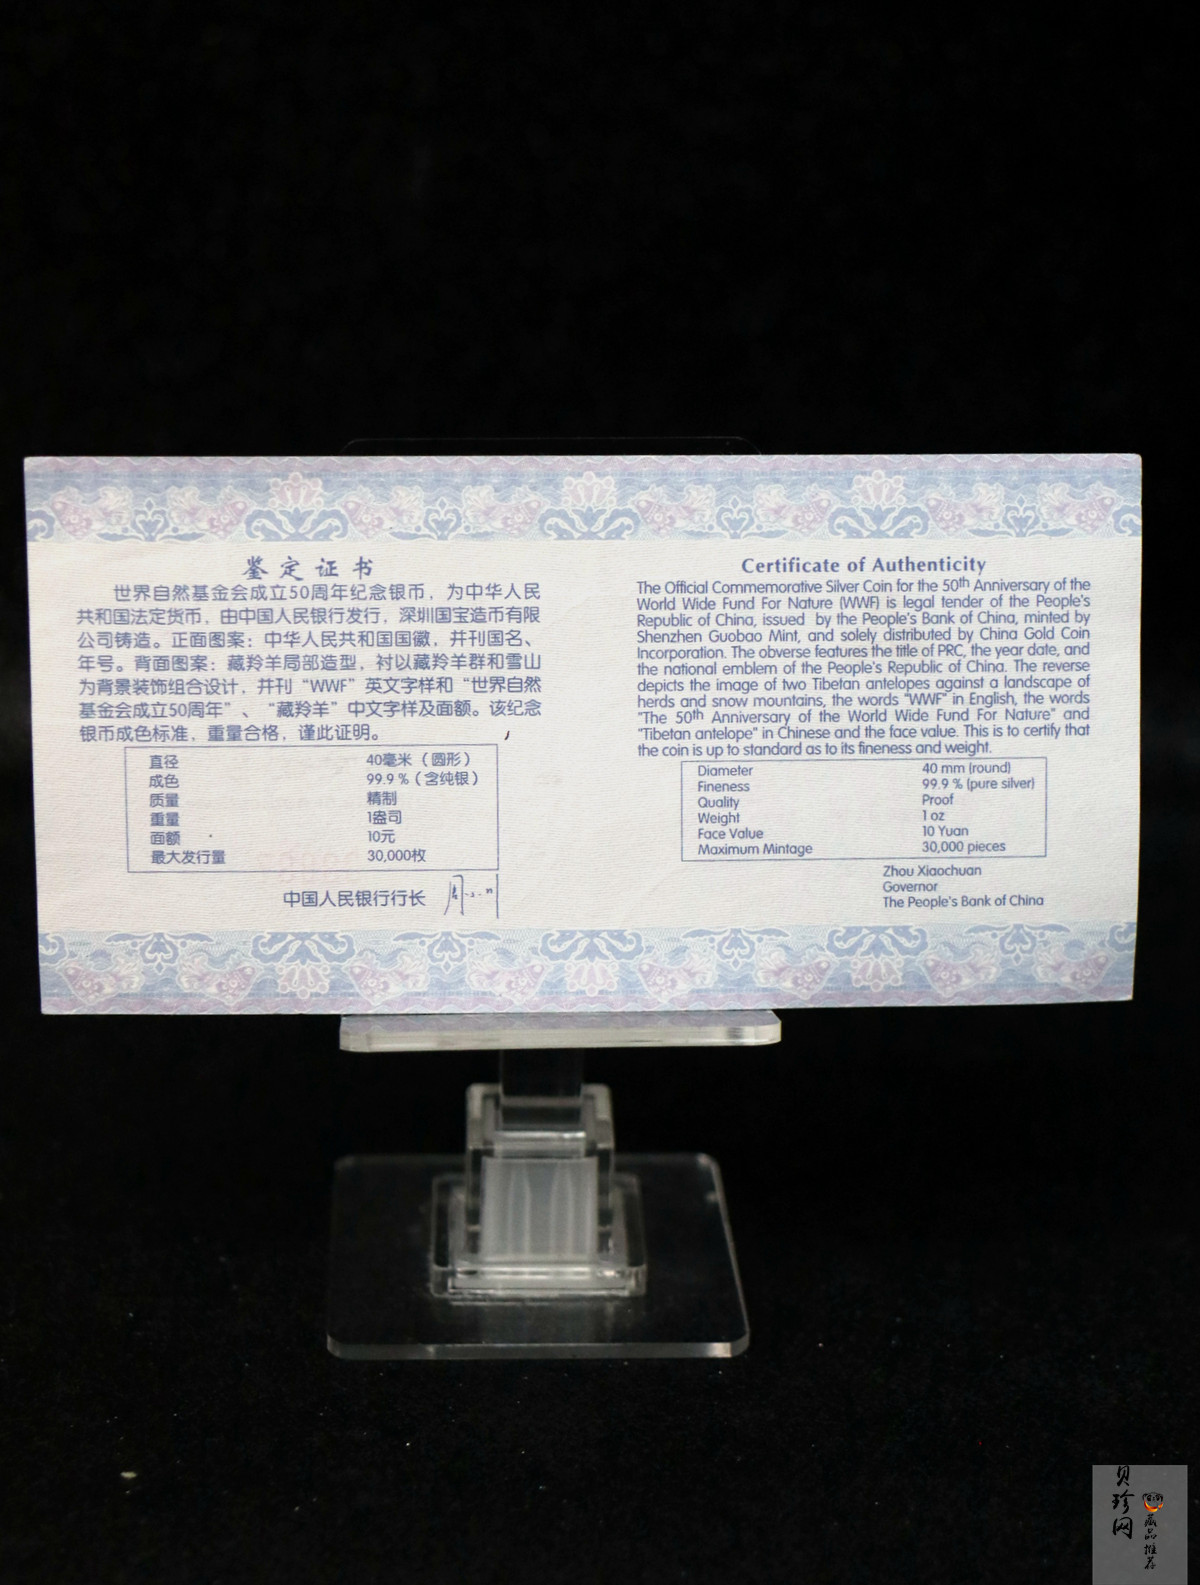 鉴定证书
世界自然基金会成立50周年纪念银币，为中华人民
共和国法定货币，由中国人民银行发行，深圳国宝造币有限
公司铸造。正面图案：中华人民共和国国徽，并刊国名、
年号。背面图案：藏羚羊局部造型，衬以藏羚羊群和雪山
为背景装饰组合设计，并刊“WWF”英文字样和“世界自然
基金会成立50周年”、“藏羚羊”中文字样及面额。该纪念
银币成色标准，重量合格，谨此证明。
直径 40毫米（圆形）
成色 99.9％（含纯银）
质量 精制
重量 1盎司
面额 10元
最大发行量 30,000枚
中国人民银行行长
Certificate of Authenticity
The Official Commemorative Silver Coin for the 50th Anniversary of the
World Wide Fund For Nature (WWF) is legal tender of the People's
Republic of China, issued by the People's Bank of China, minted by
Shenzhen Guobao Mint, and solely distributed by China Gold Coin
Incorporation. The obverse features the title of PRC, the year date, and
the national emblem of the People's Republic of China. The reverse
depicts the image of two Tibetan antelopes against a landscape of
herds and snow mountains, the words "WWF" in English, the words
"The 50th Anniversary of the World Wide Fund For Nature" and
"Tibetan antelope" in Chinese and the face value. This is to certify that
the coin is up to standard as to its fineness and weight.
Diameter 40 mm (round)
Fineness 99.9 % (pure silver)
Quality Proof
Weight 1 oz
Face Value 10 Yuan
Maximum Mintage 30,000 pieces
Zhou Xiaochuan
Governor
The People's Bank of China
贝珍网
藏品推荐